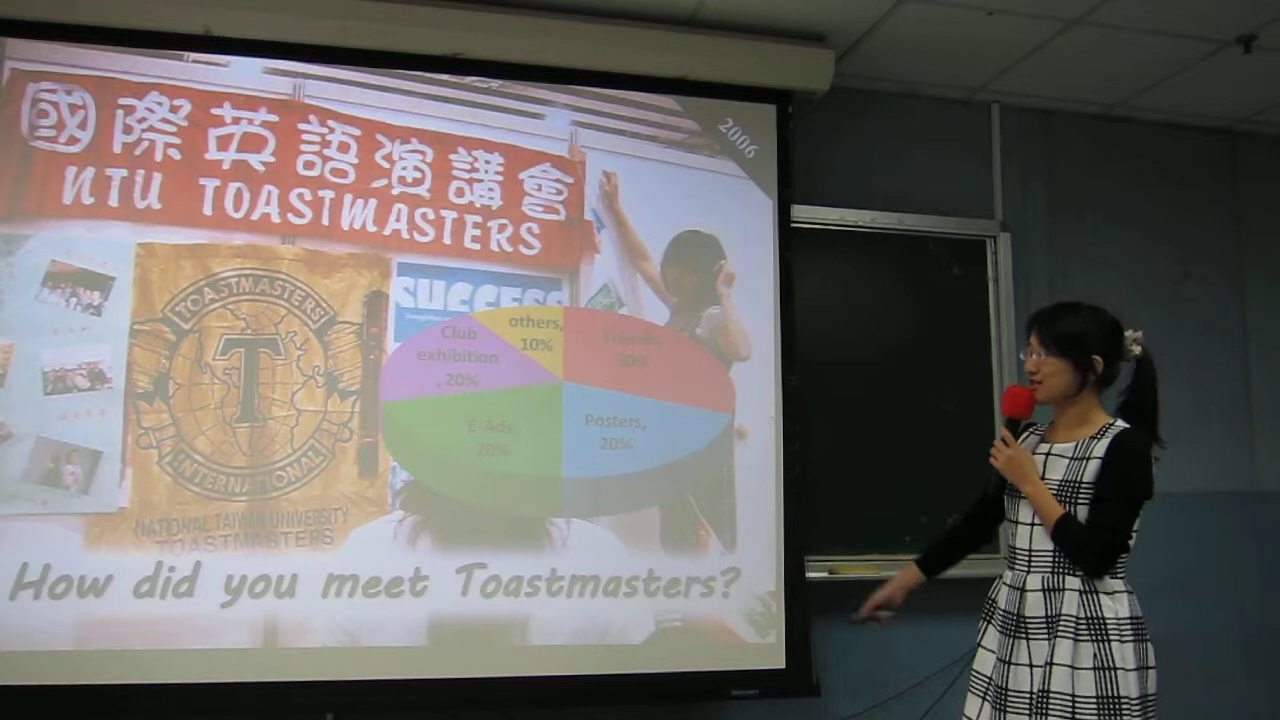 國際英語演講會
NTU TOASTMASTERS
2006
TOASTMASTERS
T
INTERNATIONAL
NATIONAL TAIWAN UNIVERSITY
TOASTMASTERS
SUCCESS
others,
10%
Friends,
30%
Club
exhibition
, 20%
E-Ads,
20%
Posters,
20%
How did you meet Toastmasters?